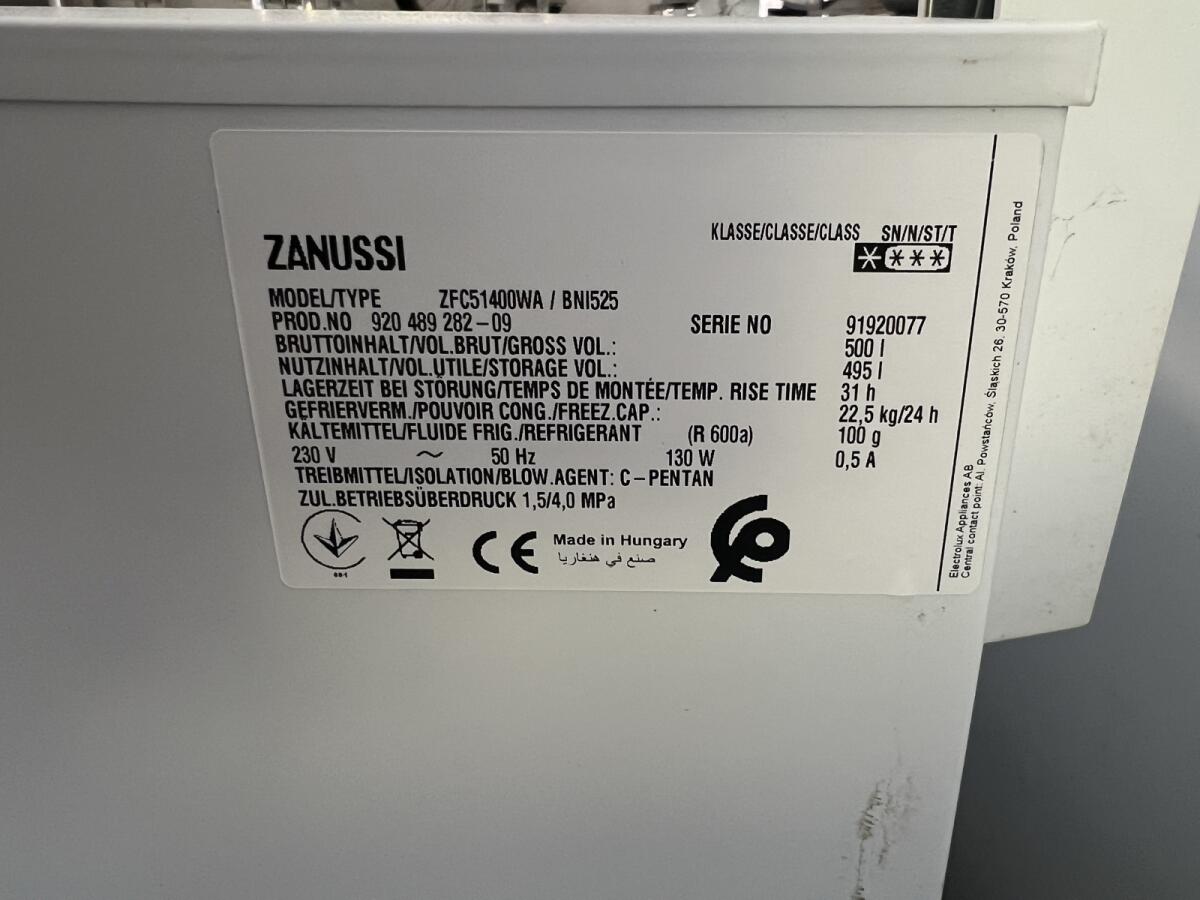 ZANUSSI
KLASSE/CLASSE/CLASS SN/N/ST/T
MODEL/TYPE ZFC51400WA / BNI525
PROD.NO 920 489 282-09 SERIE NO 91920077
BRUTTOINHALT/VOL.BRUT/GROSS VOL.: 500 l
NUTZINHALT/VOL.UTILE/STORAGE VOL.: 495 l
LAGERZEIT BEI STÖRUNG/TEMPS DE MONTÉE/TEMP. RISE TIME 31 h
GEFRIERVERM./POUVOIR CONG./FREEZ.CAP.: 22,5 kg/24 h
KÄLTEMITTEL/FLUIDE FRIG./REFRIGERANT (R 600a) 100 g
230 V ~ 50 Hz 130 W 0,5 A
TREIBMITTEL/ISOLATION/BLOW.AGENT: C-PENTAN
ZUL.BETRIEBSÜBERDRUCK 1,5/4,0 MPa
CE
Made in Hungary
صنع في هنغاريا
Electrolux Appliances AB
Central contact point: Al. Powstańców, Śląskich 26. 30-570 Kraków, Poland